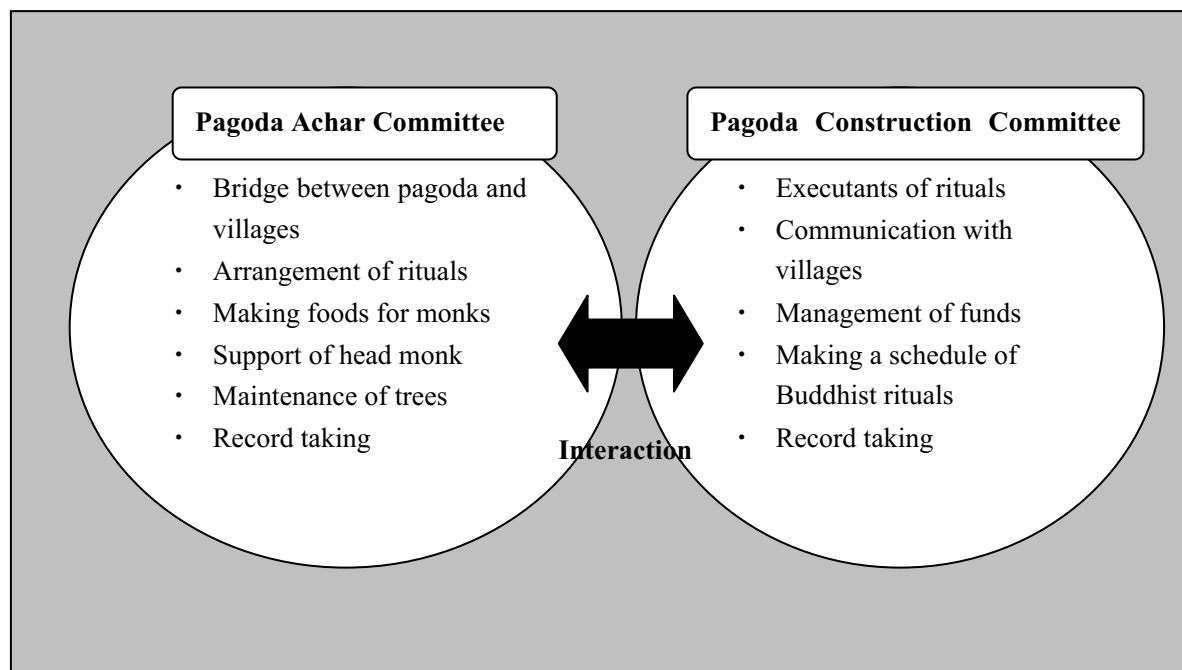 Pagoda Achar Committee
・ Bridge between pagoda and
villages
・ Arrangement of rituals
・ Making foods for monks
・ Support of head monk
・ Maintenance of trees
・ Record taking
Pagoda Construction Committee
・ Executants of rituals
・ Communication with
villages
・ Management of funds
・ Making a schedule of
Buddhist rituals
・ Record taking
Interaction